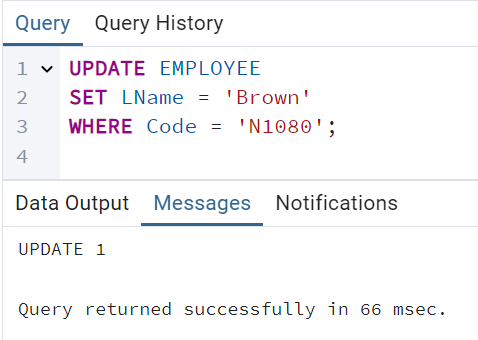 Query Query History
1 UPDATE EMPLOYEE
2 SET LName = 'Brown'
3 WHERE Code = 'N1080';
4
Data Output Messages Notifications
UPDATE 1
Query returned successfully in 66 msec.